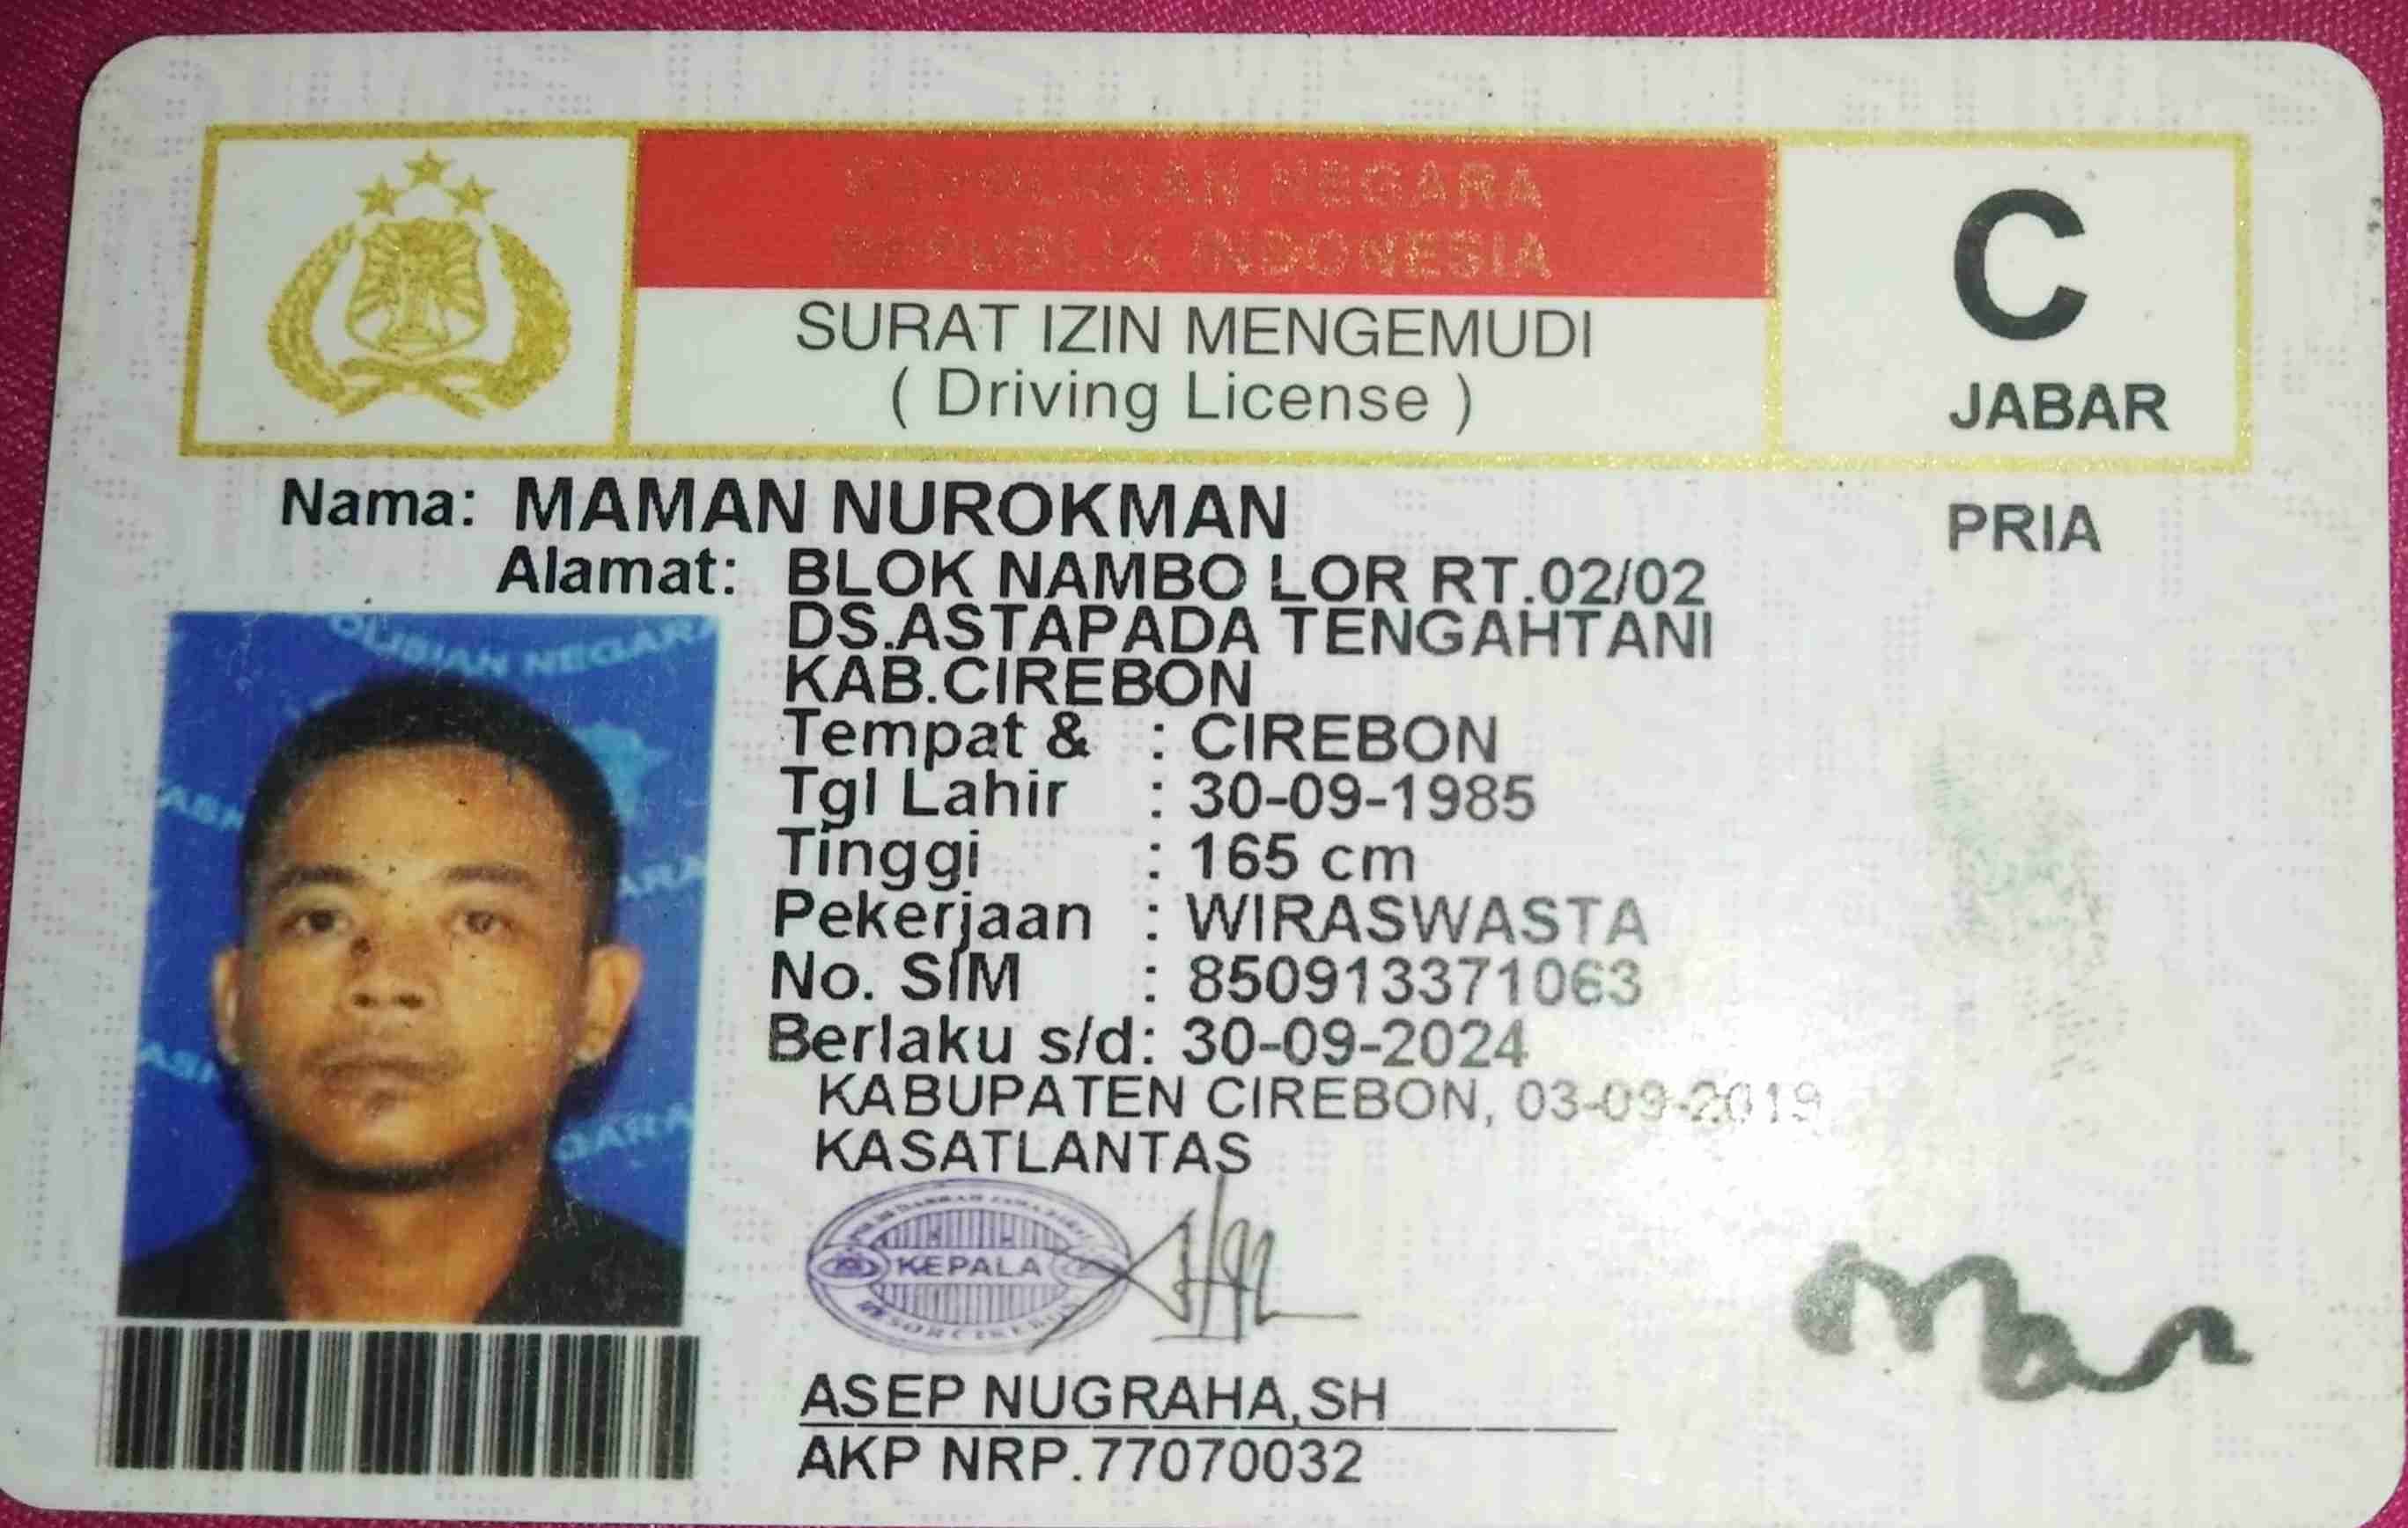 KEPOLISIAN NEGARA
REPUBLIK INDONESIA
SURAT IZIN MENGEMUDI
( Driving License )
C
JABAR
Nama: MAMAN NUROKMAN
PRIA
Alamat: BLOK NAMBO LOR RT.02/02
DS.ASTAPADA TENGAHTANI
KAB.CIREBON
Tempat & : CIREBON
Tgl Lahir : 30-09-1985
Tinggi : 165 cm
Pekerjaan : WIRASWASTA
No. SIM : 850913371063
Berlaku s/d: 30-09-2024
KABUPATEN CIREBON, 03-09-2019
KASATLANTAS
KEPALA
ASEP NUGRAHA,SH
AKP NRP.77070032